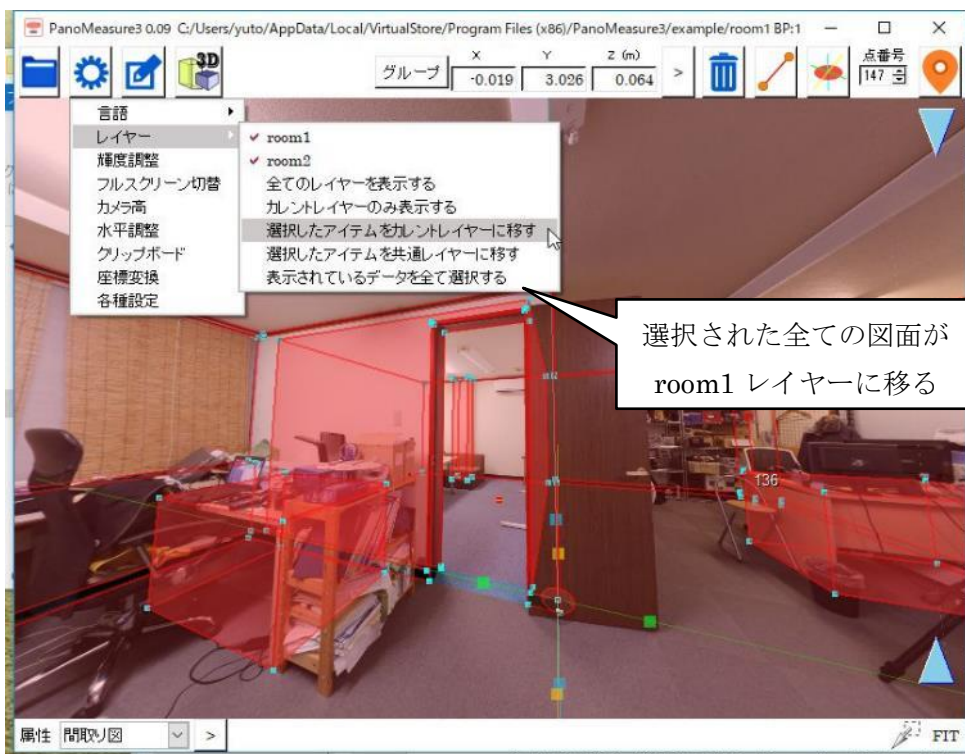 PanoMeasure3 0.09 C:/Users/yuto/AppData/Local/VirtualStore/Program Files (x86)/PanoMeasure3/example/room1 BP:1
3D
グループ
X Y Z (m)
-0.019 3.026 0.064
>
点番号
147
言語
レイヤー
輝度調整
フルスクリーン切替
カメラ高
水平調整
クリップボード
座標変換
各種設定
room1
room2
全てのレイヤーを表示する
カレントレイヤーのみ表示する
選択したアイテムをカレントレイヤーに移す
選択したアイテムを共通レイヤーに移す
表示されているデータを全て選択する
選択された全ての図面が
room1 レイヤーに移る
136
属性 間取り図 > FIT